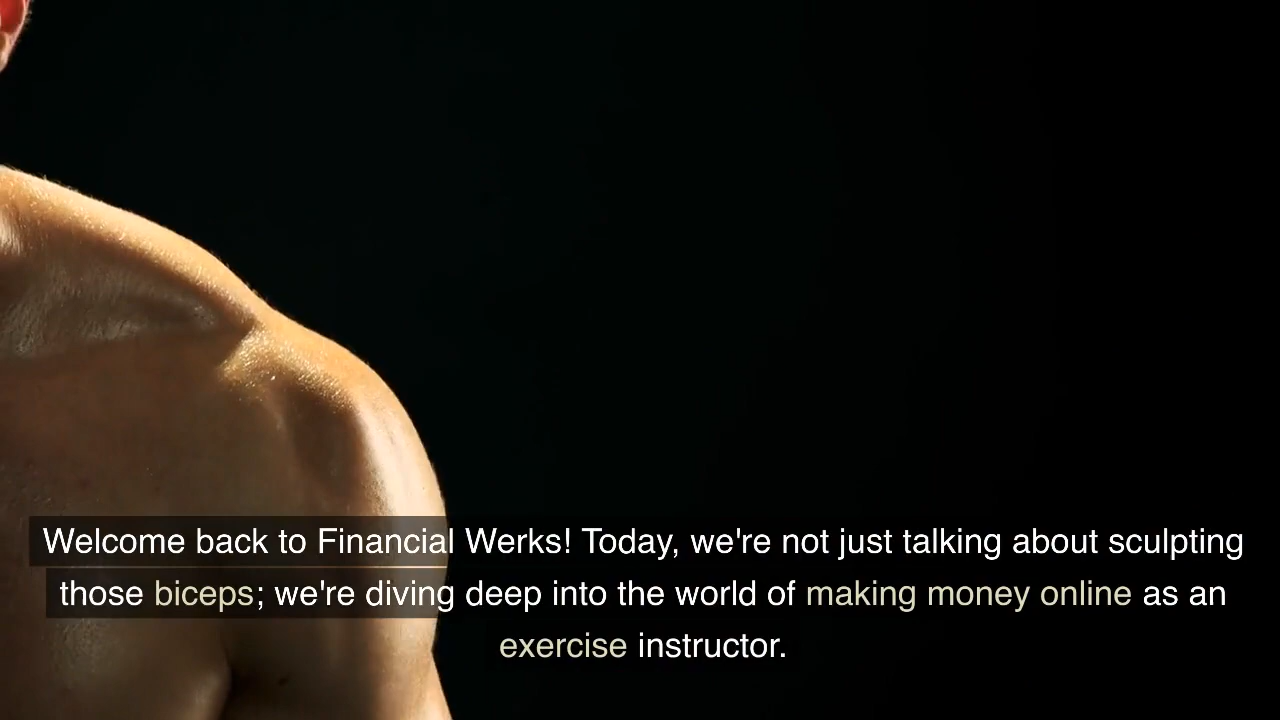 Welcome back to Financial Werks! Today, we're not just talking about sculpting
those biceps; we're diving deep into the world of making money online as an
exercise instructor.